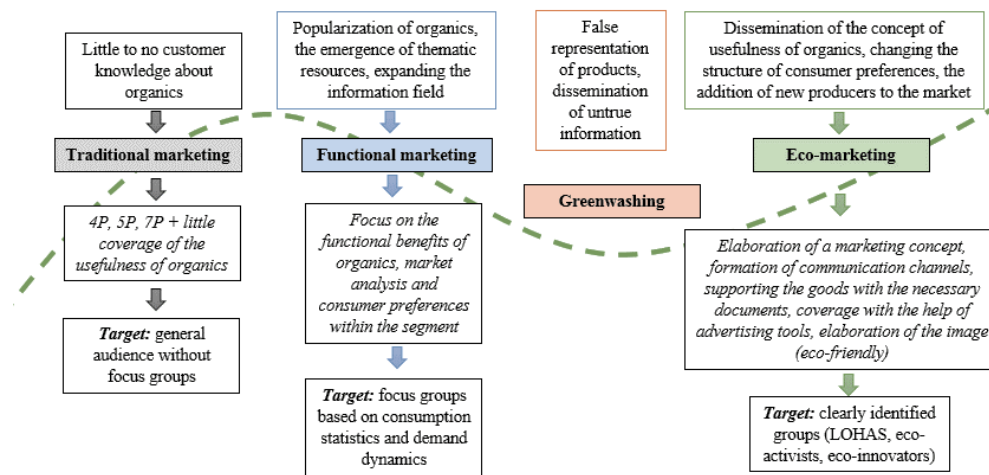 Little to no customer
knowledge about
organics
Traditional marketing
4P, 5P, 7P + little
coverage of the
usefulness of organics
Target: general
audience without
focus groups
Popularization of organics,
the emergence of thematic
resources, expanding the
information field
Functional marketing
Focus on the
functional benefits of
organics, market
analysis and
consumer preferences
within the segment
Target: focus groups
based on consumption
statistics and demand
dynamics
False
representation
of products,
dissemination
of untrue
information
Greenwashing
Dissemination of the concept of
usefulness of organics, changing the
structure of consumer preferences, the
addition of new producers to the market
Eco-marketing
Elaboration of a marketing concept,
formation of communication channels,
supporting the goods with the necessary
documents, coverage with the help of
advertising tools, elaboration of the image
(eco-friendly)
Target: clearly identified
groups (LOHAS, eco-
activists, eco-innovators)